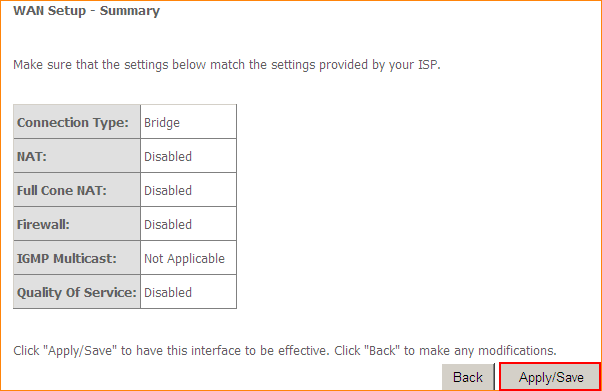 WAN Setup - Summary
Make sure that the settings below match the settings provided by your ISP.
Connection Type: Bridge
NAT: Disabled
Full Cone NAT: Disabled
Firewall: Disabled
IGMP Multicast: Not Applicable
Quality Of Service: Disabled
Click "Apply/Save" to have this interface to be effective. Click "Back" to make any modifications.
Back Apply/Save